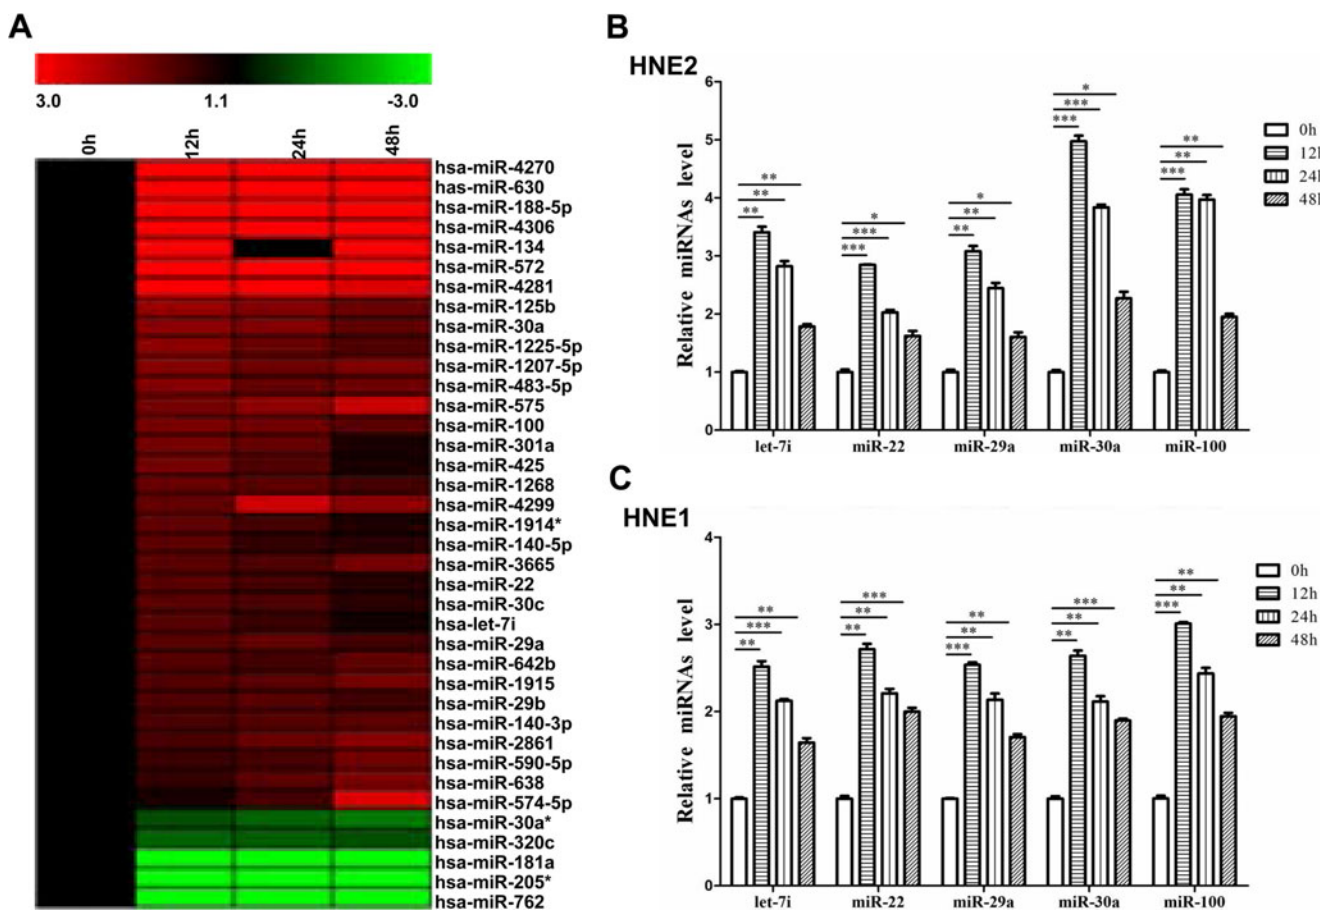 A
3.0 1.1 -3.0
0h 12h 24h 48h
hsa-miR-4270
has-miR-630
hsa-miR-188-5p
hsa-miR-4306
hsa-miR-134
hsa-miR-572
hsa-miR-4281
hsa-miR-125b
hsa-miR-30a
hsa-miR-1225-5p
hsa-miR-1207-5p
hsa-miR-483-5p
hsa-miR-575
hsa-miR-100
hsa-miR-301a
hsa-miR-425
hsa-miR-1268
hsa-miR-4299
hsa-miR-1914*
hsa-miR-140-5p
hsa-miR-3665
hsa-miR-22
hsa-miR-30c
hsa-let-7i
hsa-miR-29a
hsa-miR-642b
hsa-miR-1915
hsa-miR-29b
hsa-miR-140-3p
hsa-miR-2861
hsa-miR-590-5p
hsa-miR-638
hsa-miR-574-5p
hsa-miR-30a*
hsa-miR-320c
hsa-miR-181a
hsa-miR-205*
hsa-miR-762
B
HNE2
Relative miRNAs level
6
5
4
3
2
1
0
**
**
**
*
***
***
*
**
**
*
***
***
**
**
***
let-7i miR-22 miR-29a miR-30a miR-100
0h
12h
24h
48h
C
HNE1
Relative miRNAs level
4
3
2
1
0
**
***
**
***
**
**
**
**
***
***
**
**
**
**
***
let-7i miR-22 miR-29a miR-30a miR-100
0h
12h
24h
48h